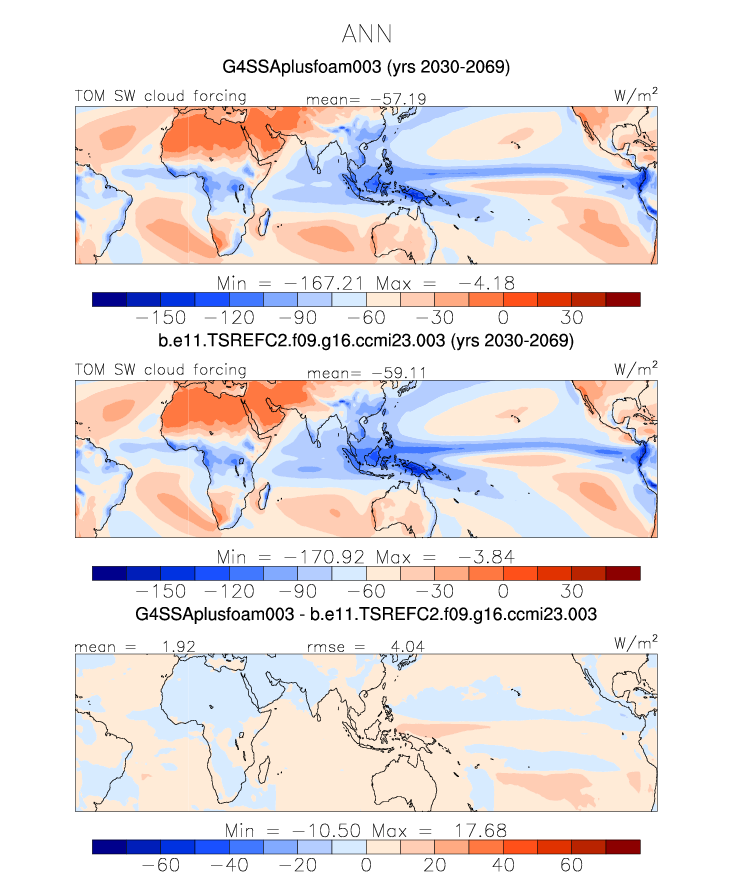 ANN
G4SSAplusfoam003 (yrs 2030-2069)
TOM SW cloud forcing mean= −57.19 W/m²
Min = −167.21 Max = −4.18
−150 −120 −90 −60 −30 0 30
b.e11.TSREFC2.f09.g16.ccmi23.003 (yrs 2030-2069)
TOM SW cloud forcing mean= −59.11 W/m²
Min = −170.92 Max = −3.84
−150 −120 −90 −60 −30 0 30
G4SSAplusfoam003 - b.e11.TSREFC2.f09.g16.ccmi23.003
mean = 1.92 rmse = 4.04 W/m²
Min = −10.50 Max = 17.68
−60 −40 −20 0 20 40 60